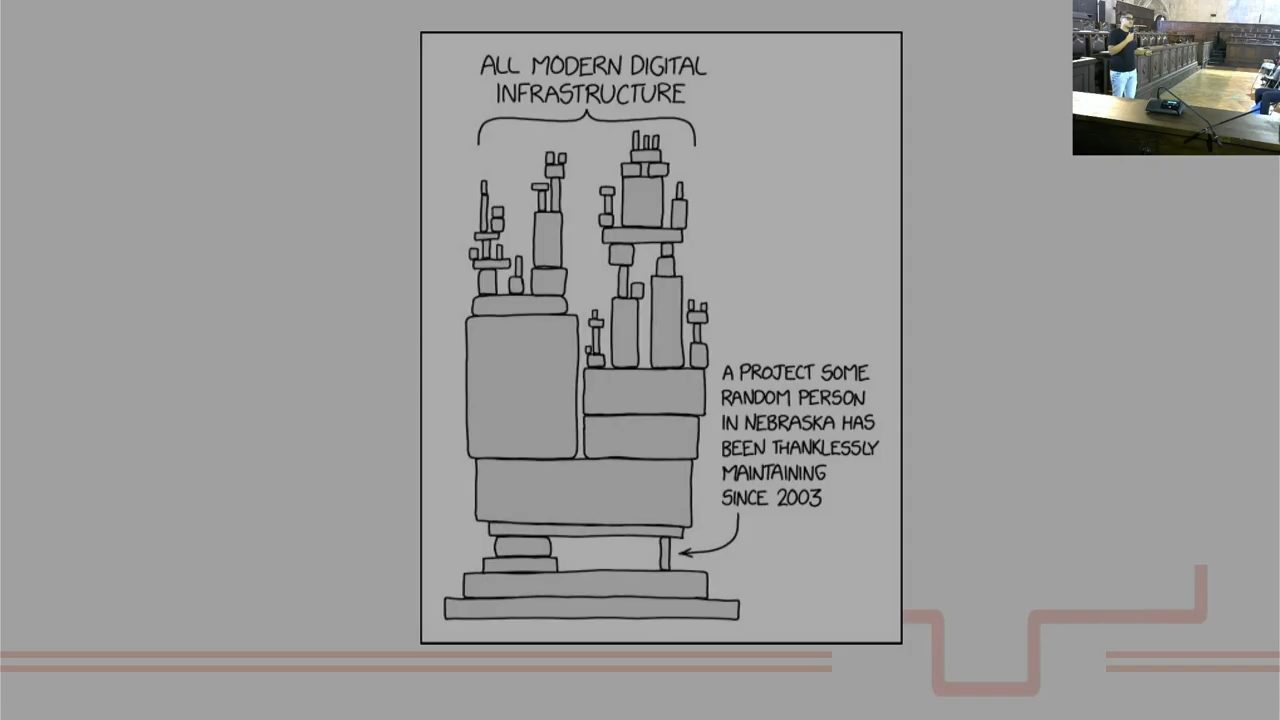 ALL MODERN DIGITAL
INFRASTRUCTURE
A PROJECT SOME
RANDOM PERSON
IN NEBRASKA HAS
BEEN THANKLESSLY
MAINTAINING
SINCE 2003